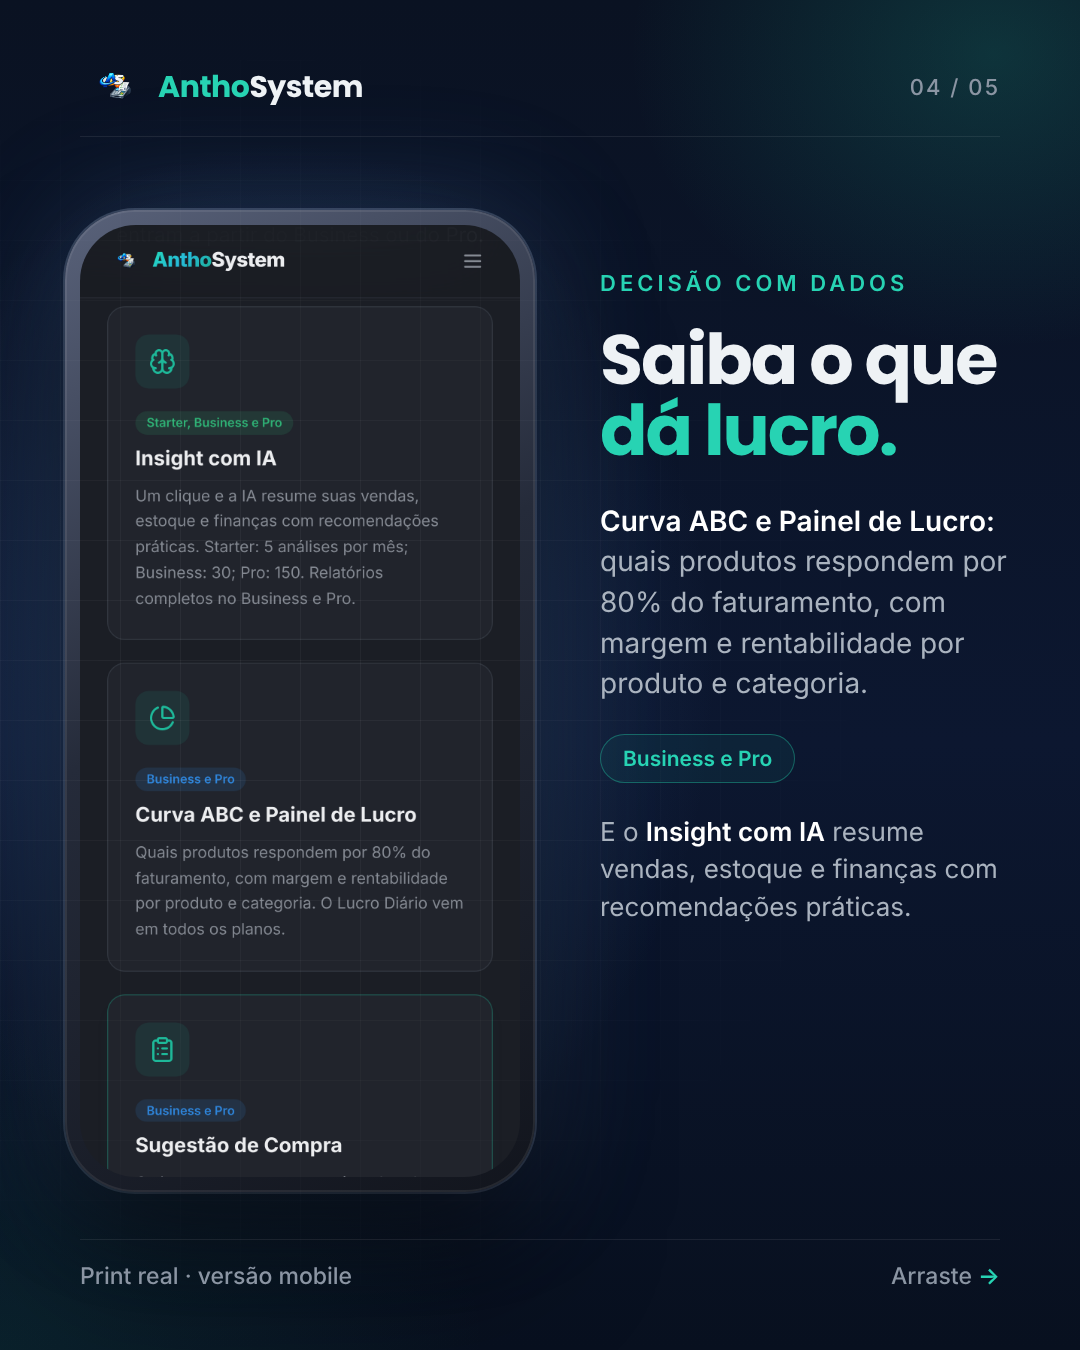 AnthoSystem
04 / 05
AnthoSystem
Starter, Business e Pro
Insight com IA
Um clique e a IA resume suas vendas,
estoque e finanças com recomendações
práticas. Starter: 5 análises por mês;
Business: 30; Pro: 150. Relatórios
completos no Business e Pro.
Business e Pro
Curva ABC e Painel de Lucro
Quais produtos respondem por 80% do
faturamento, com margem e rentabilidade
por produto e categoria. O Lucro Diário vem
em todos os planos.
Business e Pro
Sugestão de Compra
DECISÃO COM DADOS
Saiba o que
dá lucro.
Curva ABC e Painel de Lucro:
quais produtos respondem por
80% do faturamento, com
margem e rentabilidade por
produto e categoria.
Business e Pro
E o Insight com IA resume
vendas, estoque e finanças com
recomendações práticas.
Print real · versão mobile
Arraste →